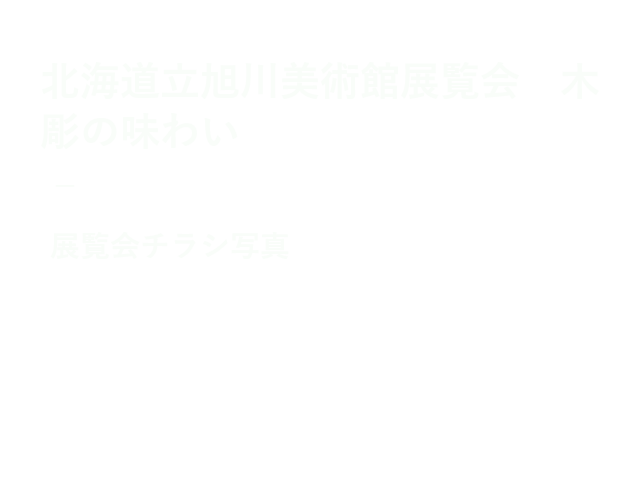 北海道立旭川美術館展覧会　木
彫の味わい
展覧会チラシ写真